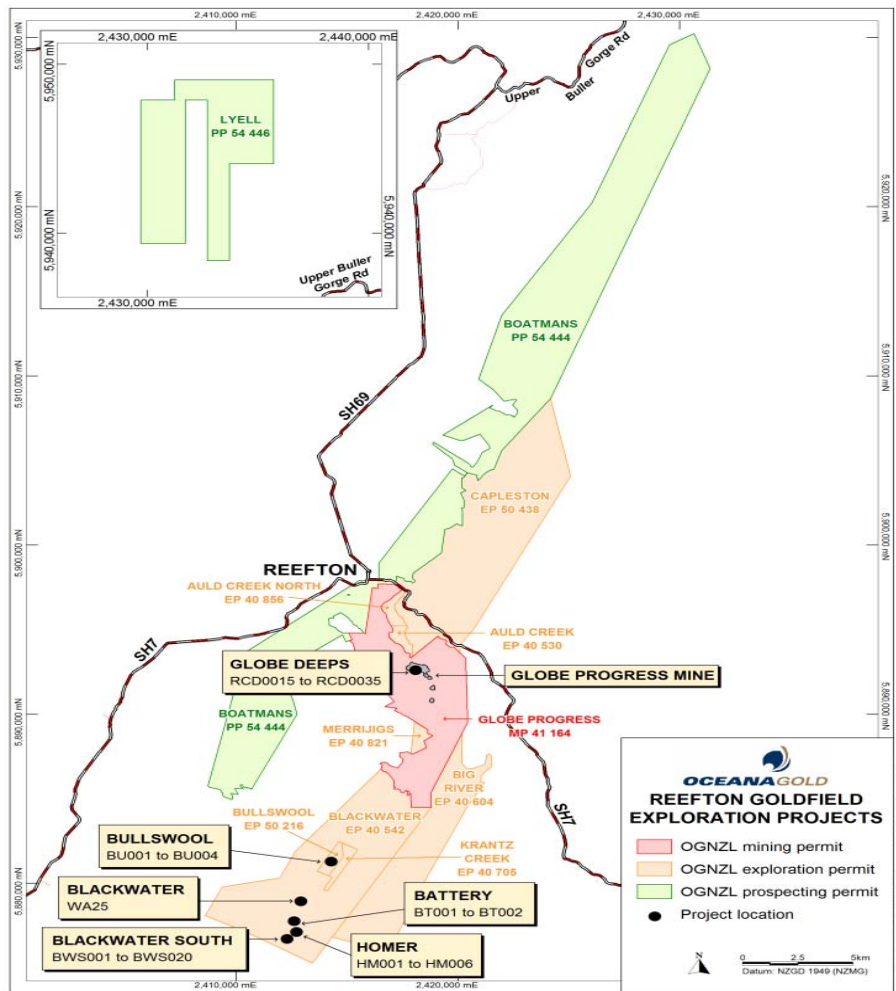 2,410,000 mE
2,420,000 mE
2,430,000 mE
5,930,000 mN
5,920,000 mN
5,910,000 mN
5,900,000 mN
5,890,000 mN
5,880,000 mN
2,430,000 mE
2,440,000 mE
5,960,000 mN
5,940,000 mN
5,940,000 mN
LYELL
PP 54 446
Upper Buller
Gorge Rd
2,430,000 mE
Upper Buller Gorge Rd
SH69
BOATMANS
PP 54 444
CAPLESTON
EP 50 438
REEFTON
AULD CREEK NORTH
EP 40 856
AULD CREEK
EP 40 530
SH7
GLOBE DEEPS
RCD0015 to RCD0035
GLOBE PROGRESS MINE
BOATMANS
PP 54 444
GLOBE PROGRESS
MP 41 164
MERRIJIGS
EP 40 821
BIG
RIVER
EP 40 604
BULLSWOOL
EP 50 216
BLACKWATER
EP 40 542
KRANTZ
CREEK
EP 40 705
SH7
BULLSWOOL
BU001 to BU004
BLACKWATER
WA25
BATTERY
BT001 to BT002
BLACKWATER SOUTH
BWS001 to BWS020
HOMER
HM001 to HM006
2,410,000 mE
2,420,000 mE
OCEANAGOLD
REEFTON GOLDFIELD
EXPLORATION PROJECTS
OGNZL mining permit
OGNZL exploration permit
OGNZL prospecting permit
Project location
N
0 2.5 5km
Datum: NZGD 1949 (NZMG)